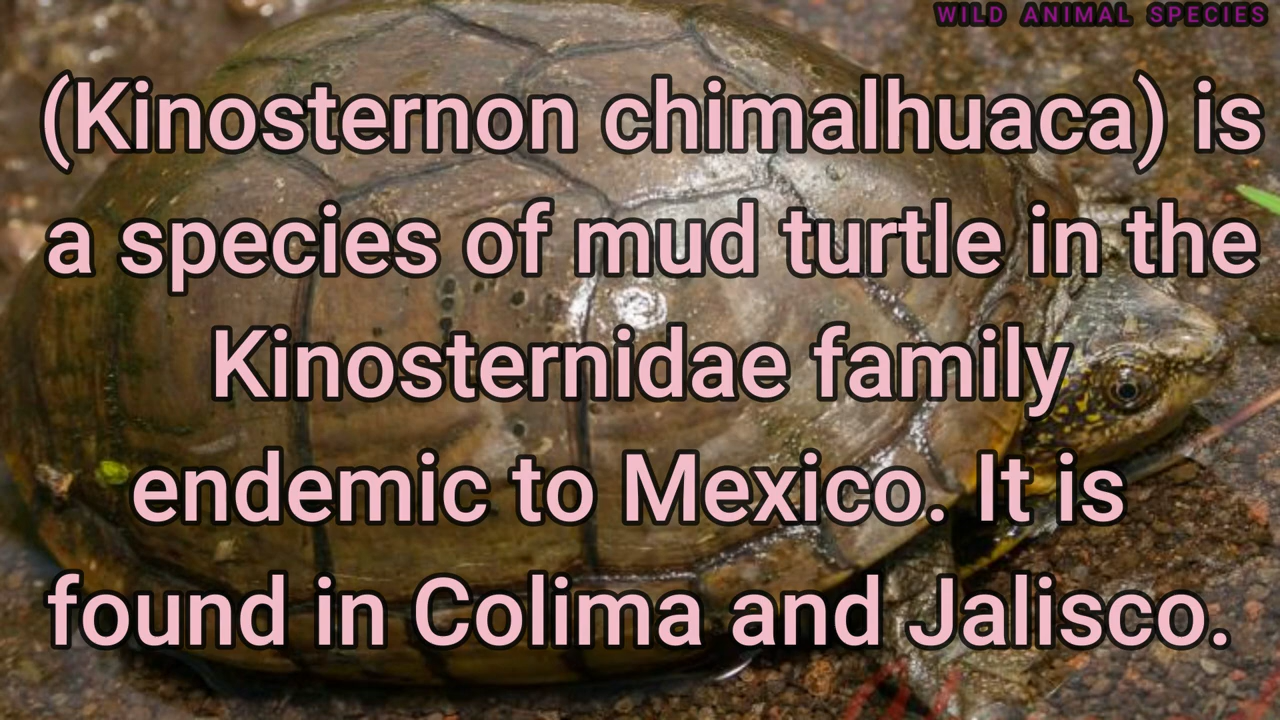 WILD ANIMAL SPECIES
(Kinosternon chimalhuaca) is
a species of mud turtle in the
Kinosternidae family
endemic to Mexico. It is
found in Colima and Jalisco.